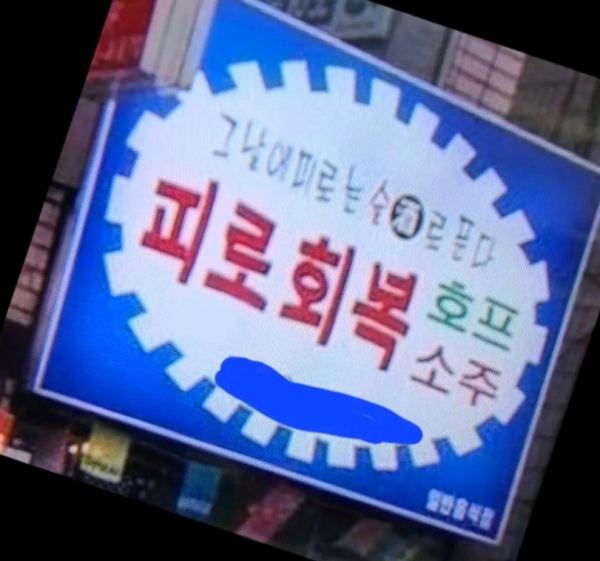 그날에 피로는 술酒로 푼다
피로회복
호프
소주
일반음식점